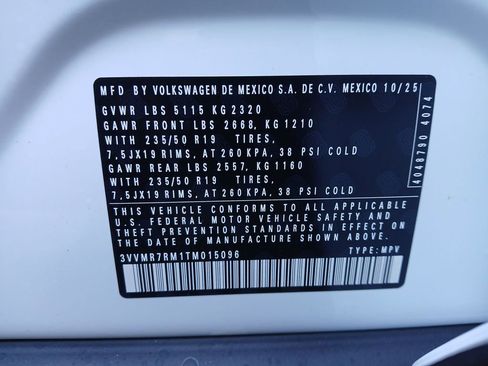 MFD BY VOLKSWAGEN DE MEXICO S.A. DE C.V. MEXICO 10/25
GVWR LBS 5115 KG 2320
GAWR FRONT LBS 2668, KG 1210
WITH 235/50 R19 TIRES,
7,5JX19 RIMS, AT 260 KPA, 38 PSI COLD
GAWR REAR LBS 2557, KG 1160
WITH 235/50 R19 TIRES,
7,5JX19 RIMS, AT 260 KPA, 38 PSI COLD
THIS VEHICLE CONFORMS TO ALL APPLICABLE
U.S. FEDERAL MOTOR VEHICLE SAFETY AND
THEFT PREVENTION STANDARDS IN EFFECT ON
THE DATE OF MANUFACTURE SHOWN ABOVE.
3VVMR7RM1TM015096 TYPE: MPV
4048790 4074